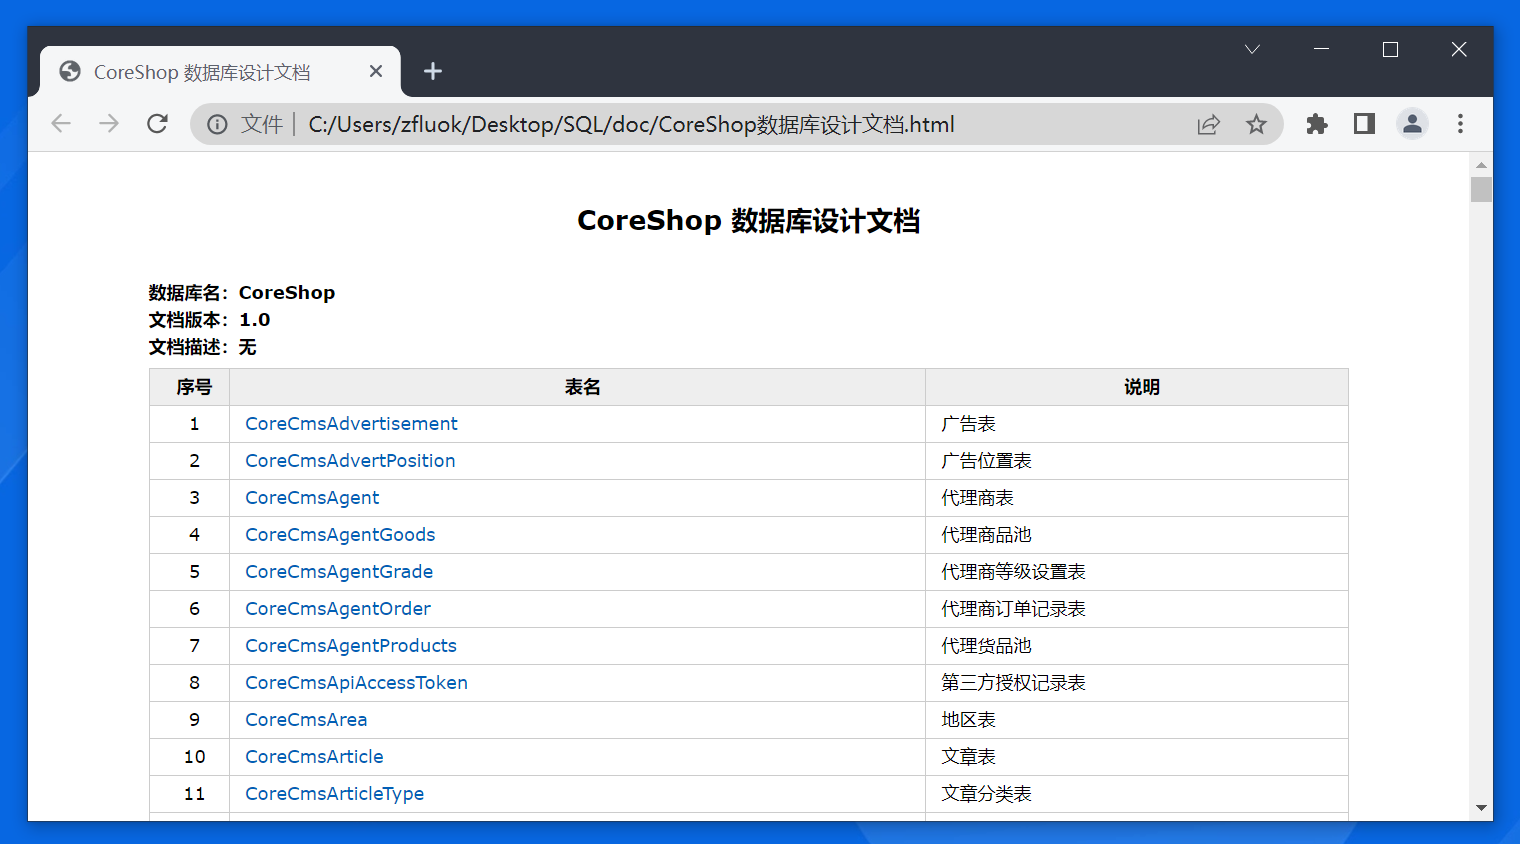 CoreShop 数据库设计文档
文件 C:/Users/zfluok/Desktop/SQL/doc/CoreShop数据库设计文档.html
CoreShop 数据库设计文档
数据库名：CoreShop
文档版本：1.0
文档描述：无
序号 表名 说明
1 CoreCmsAdvertisement 广告表
2 CoreCmsAdvertPosition 广告位置表
3 CoreCmsAgent 代理商表
4 CoreCmsAgentGoods 代理商品池
5 CoreCmsAgentGrade 代理商等级设置表
6 CoreCmsAgentOrder 代理商订单记录表
7 CoreCmsAgentProducts 代理货品池
8 CoreCmsApiAccessToken 第三方授权记录表
9 CoreCmsArea 地区表
10 CoreCmsArticle 文章表
11 CoreCmsArticleType 文章分类表